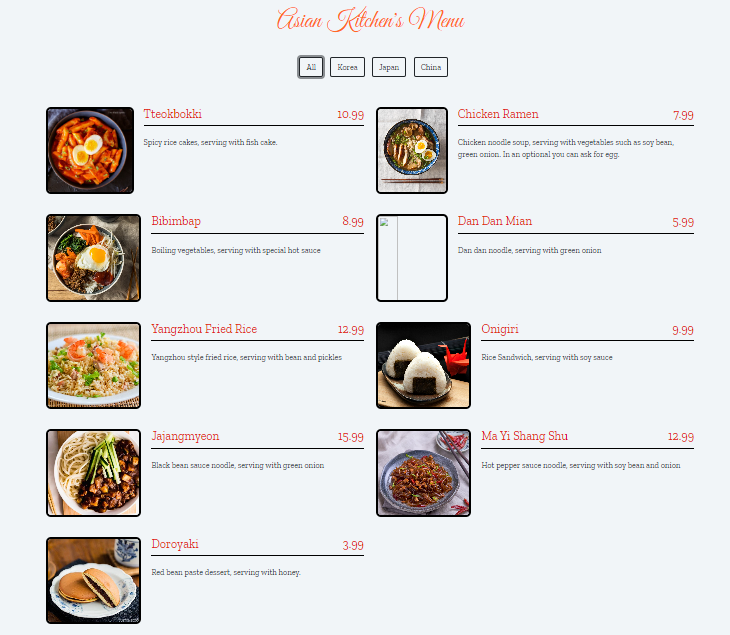 Asian Kitchen's Menu
All
Korea
Japan
China
Tteokbokki 10.99
Spicy rice cakes, serving with fish cake.
Chicken Ramen 7.99
Chicken noodle soup, serving with vegetables such as soy bean,
green onion. In an optional you can ask for egg.
Bibimbap 8.99
Boiling vegetables, serving with special hot sauce
Dan Dan Mian 5.99
Dan dan noodle, serving with green onion
Yangzhou Fried Rice 12.99
Yangzhou style fried rice, serving with bean and pickles
Onigiri 9.99
Rice Sandwich, serving with soy sauce
Jajangmyeon 15.99
Black bean sauce noodle, serving with green onion
Ma Yi Shang Shu 12.99
Hot pepper sauce noodle, serving with soy bean and onion
Doroyaki 3.99
Red bean paste dessert, serving with honey.